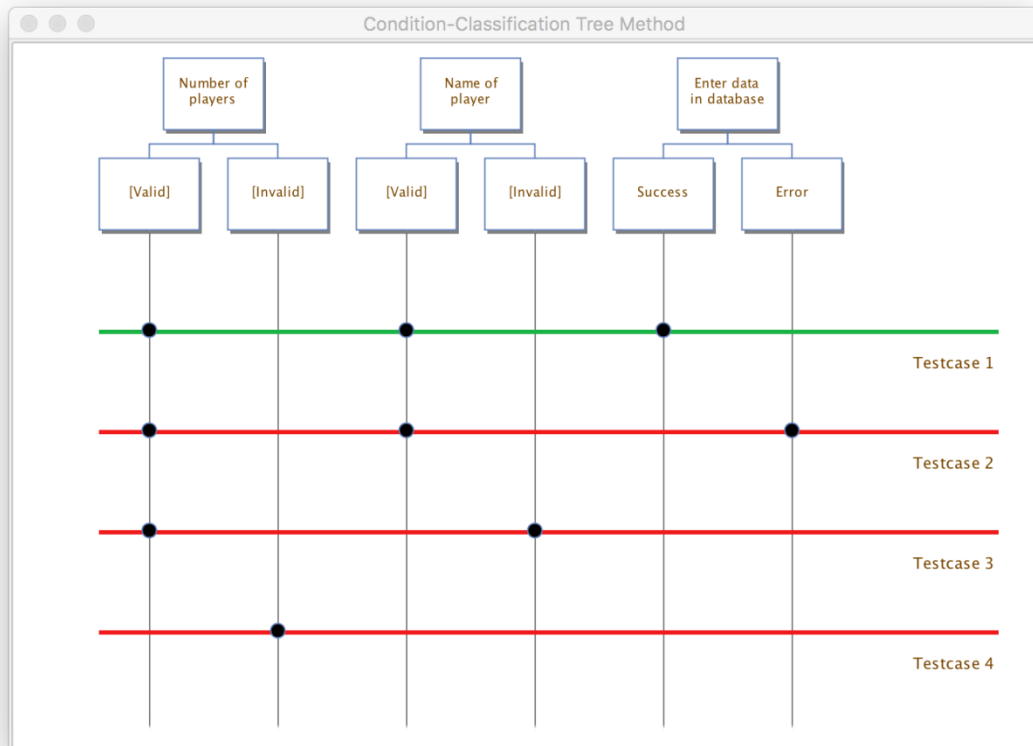 Condition-Classification Tree Method
Number of
players
Name of
player
Enter data
in database
[Valid]
[Invalid]
[Valid]
[Invalid]
Success
Error
Testcase 1
Testcase 2
Testcase 3
Testcase 4